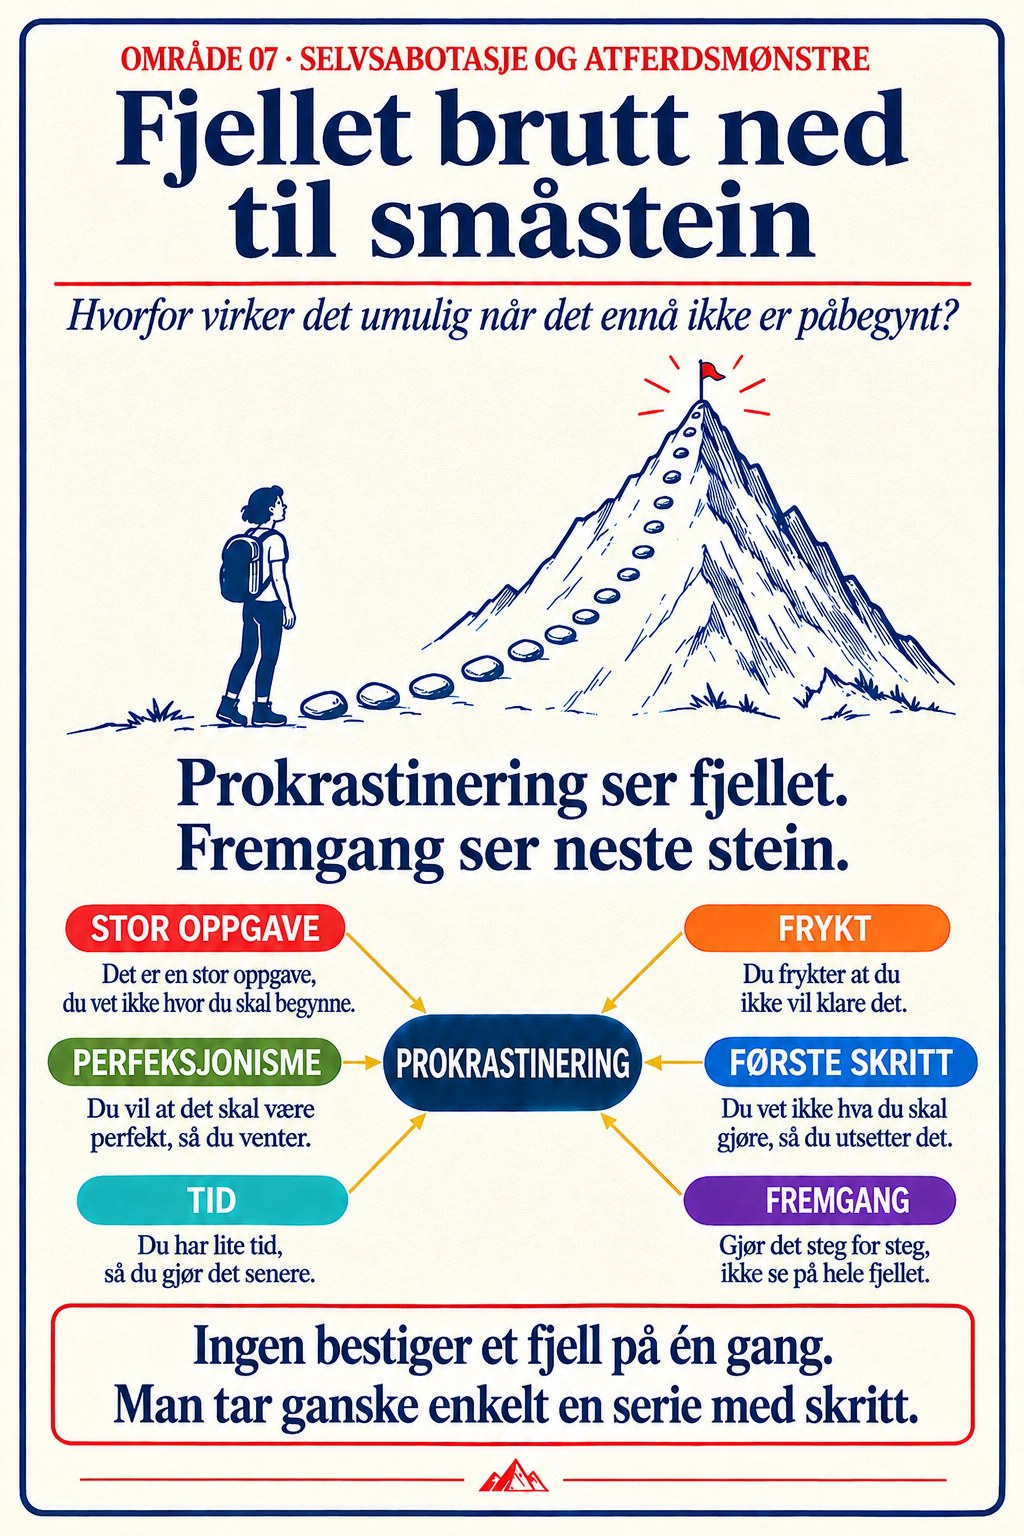 OMRÅDE 07 · SELVSABOTASJE OG ATFERDSMØNSTRE
Fjellet brutt ned
til småstein
Hvorfor virker det umulig når det ennå ikke er påbegynt?
Prokrastinering ser fjellet.
Fremgang ser neste stein.
STOR OPPGAVE
Det er en stor oppgave,
du vet ikke hvor du skal begynne.
FRYKT
Du frykter at du
ikke vil klare det.
PERFEKSJONISME
Du vil at det skal være
perfekt, så du venter.
PROKRASTINERING
FØRSTE SKRITT
Du vet ikke hva du skal
gjøre, så du utsetter det.
TID
Du har lite tid,
så du gjør det senere.
FREMGANG
Gjør det steg for steg,
ikke se på hele fjellet.
Ingen bestiger et fjell på én gang.
Man tar ganske enkelt en serie med skritt.